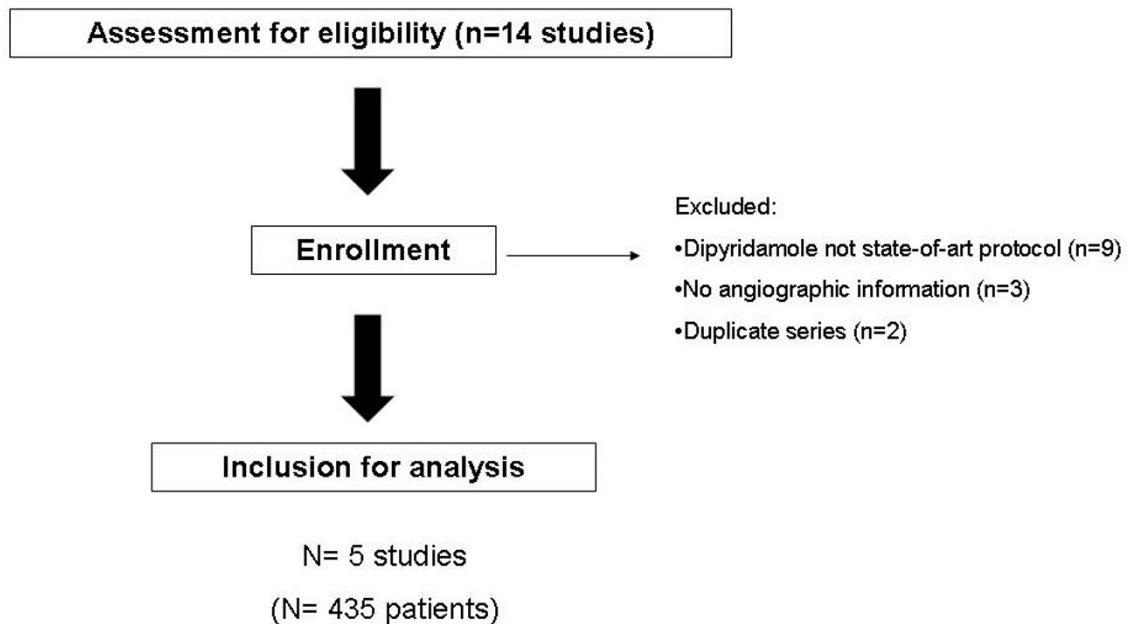 Assessment for eligibility (n=14 studies)
Enrollment
Excluded:
•Dipyridamole not state-of-art protocol (n=9)
•No angiographic information (n=3)
•Duplicate series (n=2)
Inclusion for analysis
N= 5 studies
(N= 435 patients)